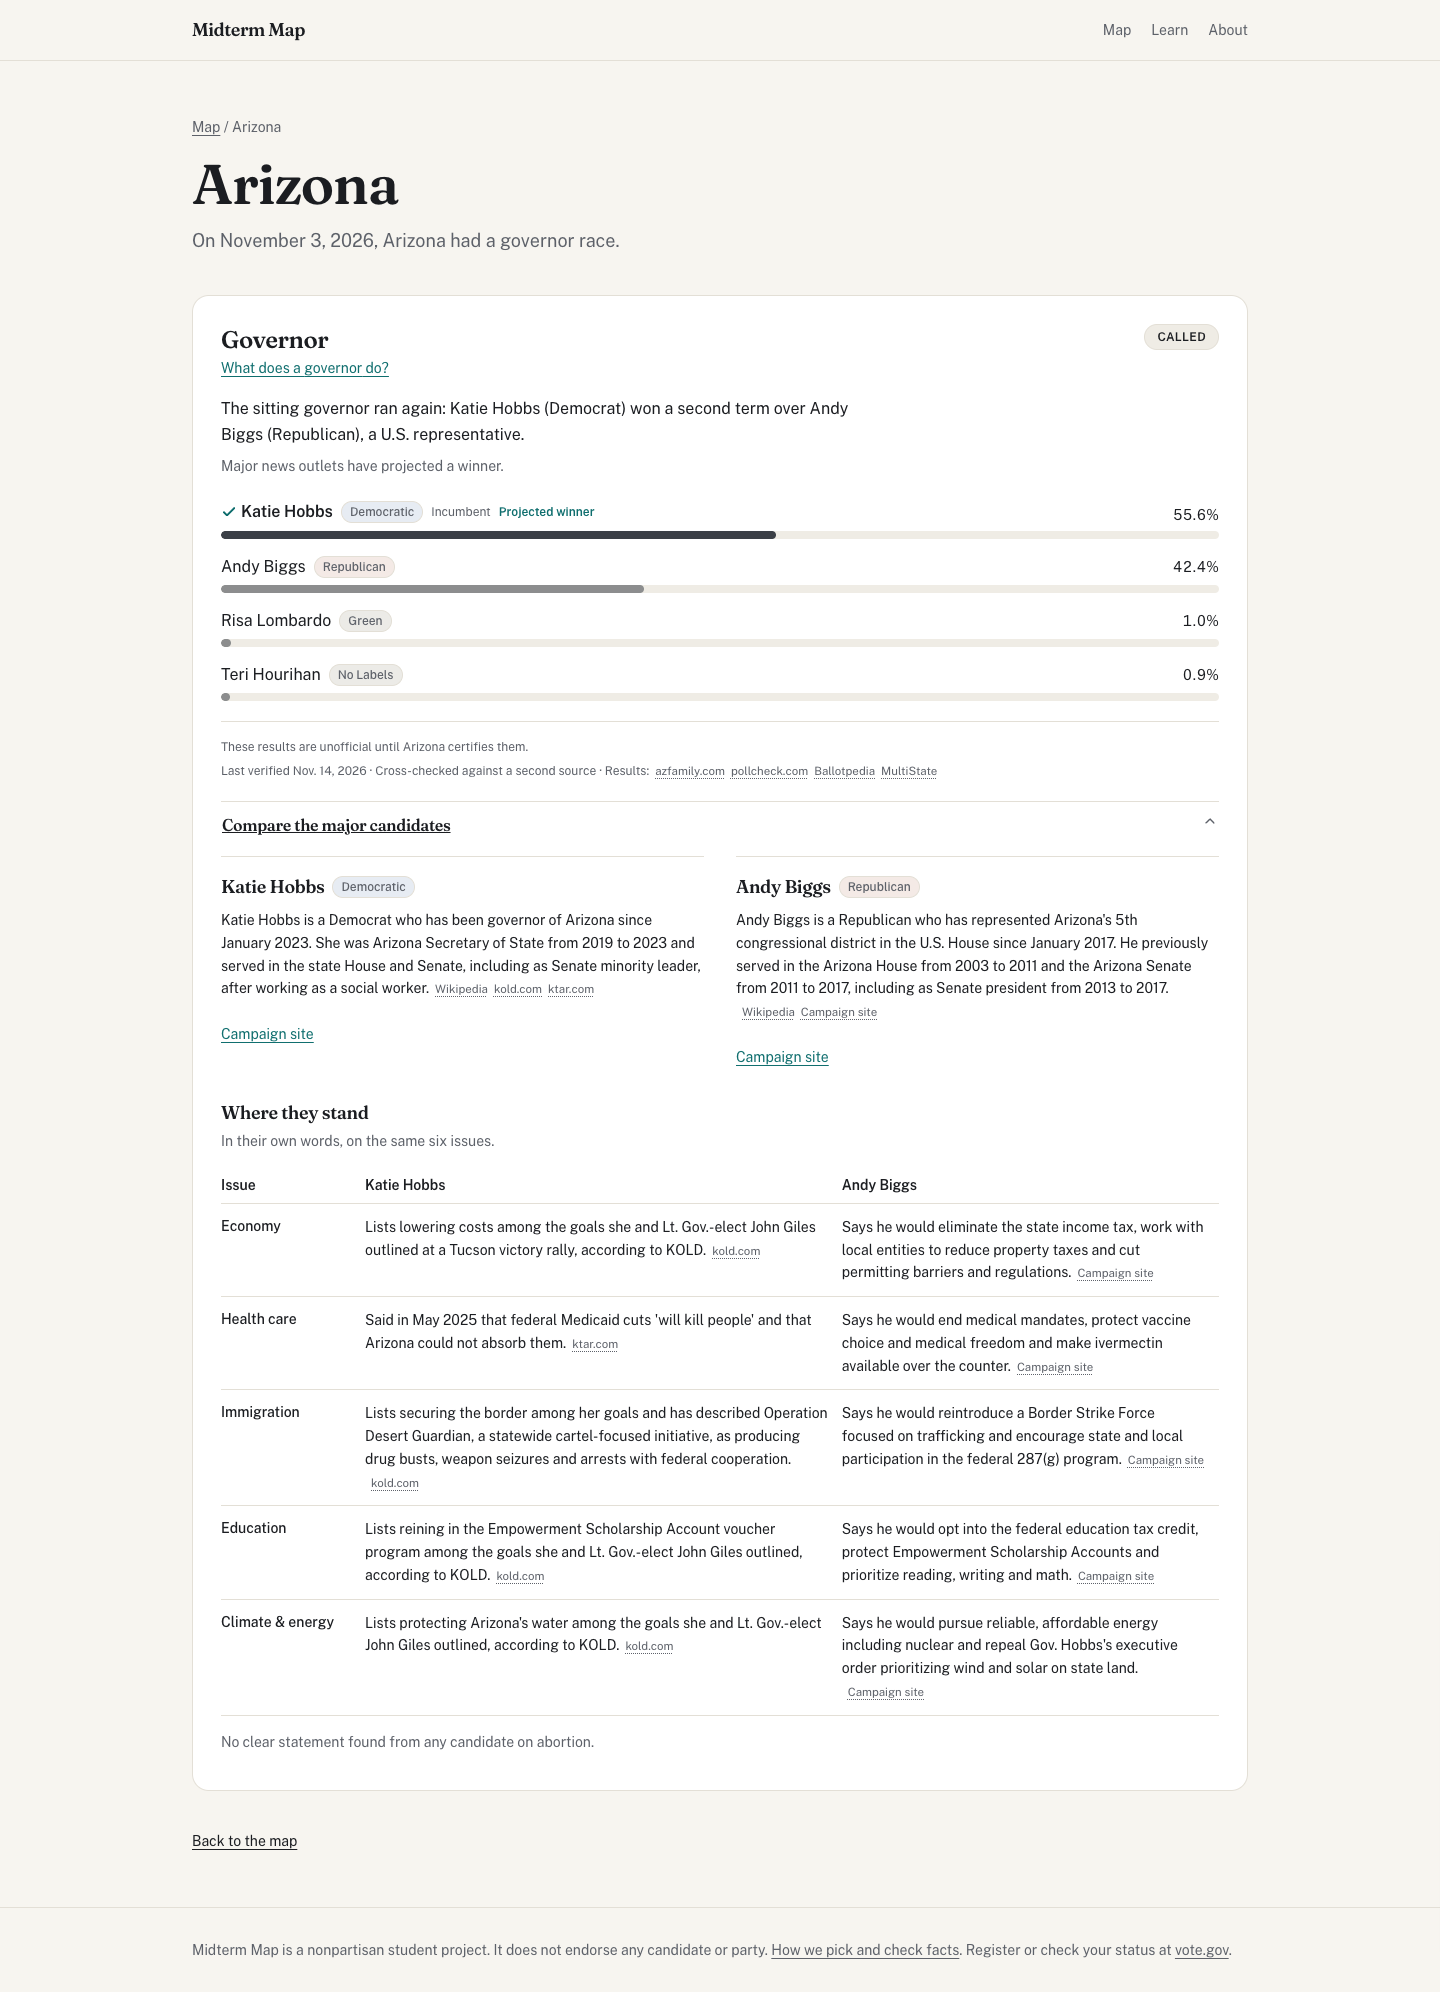 Midterm Map
Map Learn About
Map / Arizona
Arizona
On November 3, 2026, Arizona had a governor race.
Governor
CALLED
What does a governor do?
The sitting governor ran again: Katie Hobbs (Democrat) won a second term over Andy
Biggs (Republican), a U.S. representative.
Major news outlets have projected a winner.
Katie Hobbs Democratic Incumbent Projected winner 55.6%
Andy Biggs Republican 42.4%
Risa Lombardo Green 1.0%
Teri Hourihan No Labels 0.9%
These results are unofficial until Arizona certifies them.
Last verified Nov. 14, 2026 · Cross-checked against a second source · Results: azfamily.com pollcheck.com Ballotpedia MultiState
Compare the major candidates
Katie Hobbs Democratic
Katie Hobbs is a Democrat who has been governor of Arizona since
January 2023. She was Arizona Secretary of State from 2019 to 2023 and
served in the state House and Senate, including as Senate minority leader,
after working as a social worker. Wikipedia kold.com ktar.com
Campaign site
Andy Biggs Republican
Andy Biggs is a Republican who has represented Arizona's 5th
congressional district in the U.S. House since January 2017. He previously
served in the Arizona House from 2003 to 2011 and the Arizona Senate
from 2011 to 2017, including as Senate president from 2013 to 2017.
Wikipedia Campaign site
Campaign site
Where they stand
In their own words, on the same six issues.
Issue Katie Hobbs Andy Biggs
Economy
Lists lowering costs among the goals she and Lt. Gov.-elect John Giles
outlined at a Tucson victory rally, according to KOLD. kold.com
Says he would eliminate the state income tax, work with
local entities to reduce property taxes and cut
permitting barriers and regulations. Campaign site
Health care
Said in May 2025 that federal Medicaid cuts 'will kill people' and that
Arizona could not absorb them. ktar.com
Says he would end medical mandates, protect vaccine
choice and medical freedom and make ivermectin
available over the counter. Campaign site
Immigration
Lists securing the border among her goals and has described Operation
Desert Guardian, a statewide cartel-focused initiative, as producing
drug busts, weapon seizures and arrests with federal cooperation.
kold.com
Says he would reintroduce a Border Strike Force
focused on trafficking and encourage state and local
participation in the federal 287(g) program. Campaign site
Education
Lists reining in the Empowerment Scholarship Account voucher
program among the goals she and Lt. Gov.-elect John Giles outlined,
according to KOLD. kold.com
Says he would opt into the federal education tax credit,
protect Empowerment Scholarship Accounts and
prioritize reading, writing and math. Campaign site
Climate & energy
Lists protecting Arizona's water among the goals she and Lt. Gov.-elect
John Giles outlined, according to KOLD. kold.com
Says he would pursue reliable, affordable energy
including nuclear and repeal Gov. Hobbs's executive
order prioritizing wind and solar on state land.
Campaign site
No clear statement found from any candidate on abortion.
Back to the map
Midterm Map is a nonpartisan student project. It does not endorse any candidate or party. How we pick and check facts. Register or check your status at vote.gov.